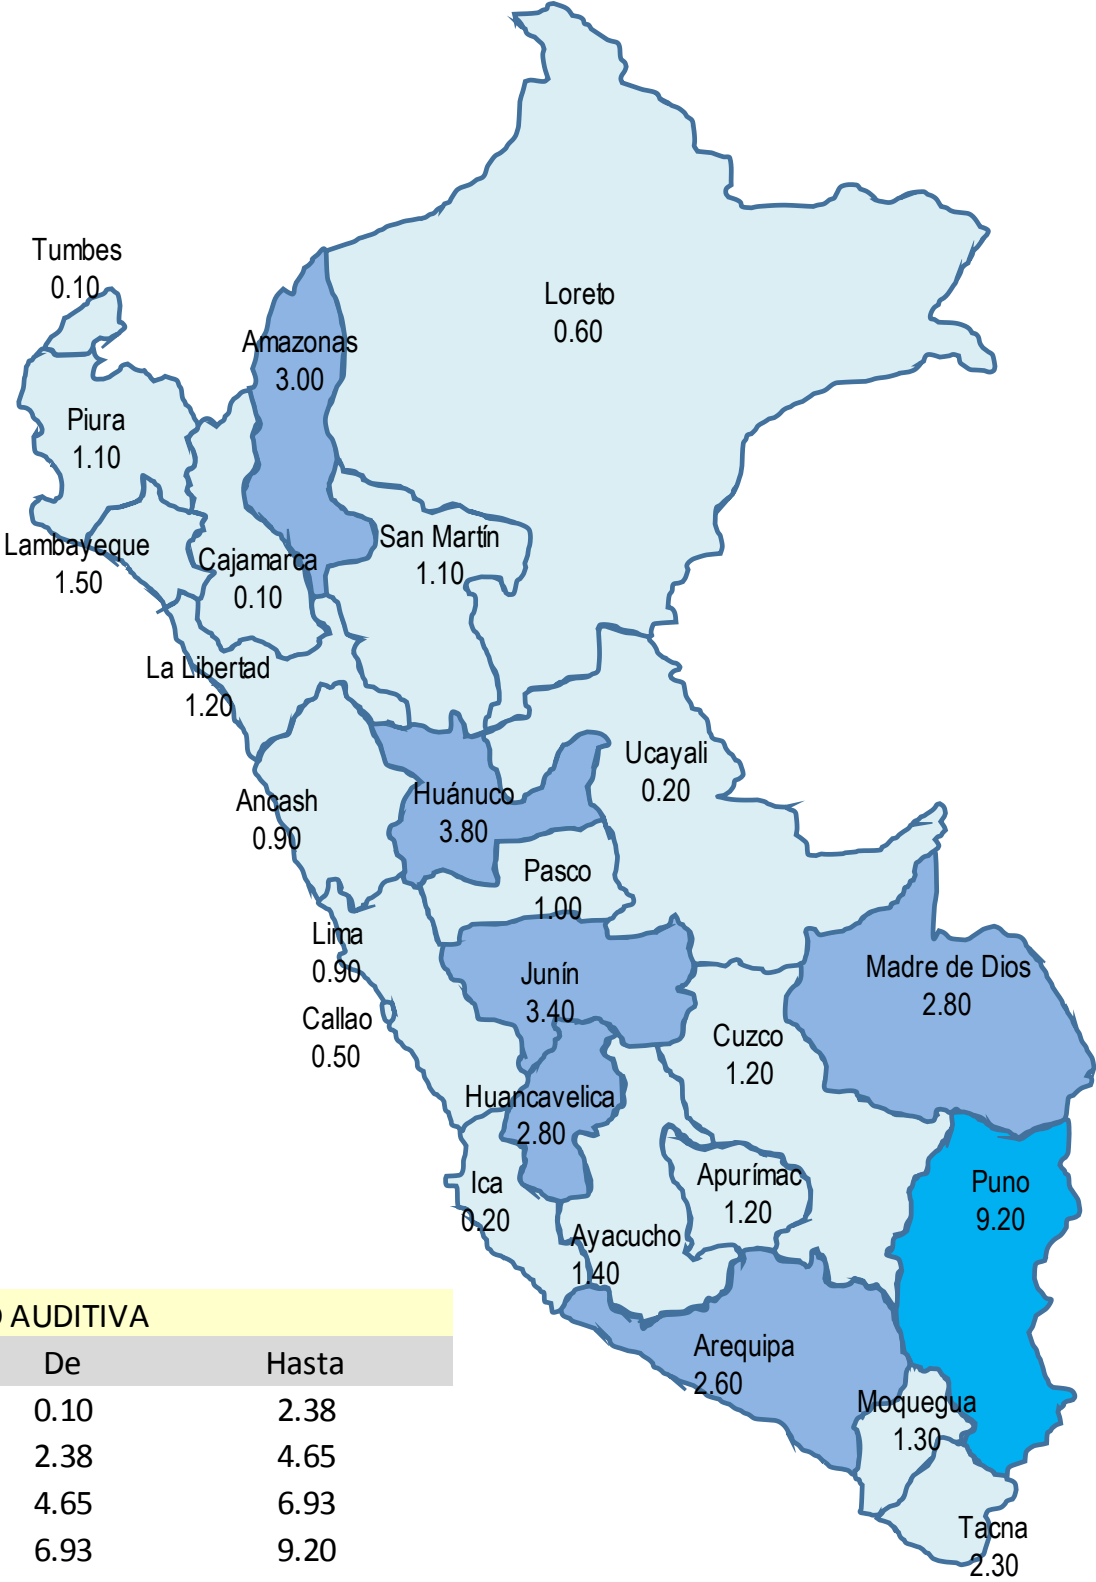 Tumbes
0.10
Loreto
0.60
Amazonas
3.00
Piura
1.10
San Martín
1.10
Lambayeque
1.50
Cajamarca
0.10
La Libertad
1.20
Ucayali
0.20
Ancash
0.90
Huánuco
3.80
Pasco
1.00
Lima
0.90
Junín
3.40
Madre de Dios
2.80
Callao
0.50
Cuzco
1.20
Huancavelica
2.80
Ica
0.20
Apurímac
1.20
Puno
9.20
Ayacucho
1.40
Arequipa
2.60
Moquegua
1.30
Tacna
2.30
AUDITIVA
De Hasta
0.10 2.38
2.38 4.65
4.65 6.93
6.93 9.20